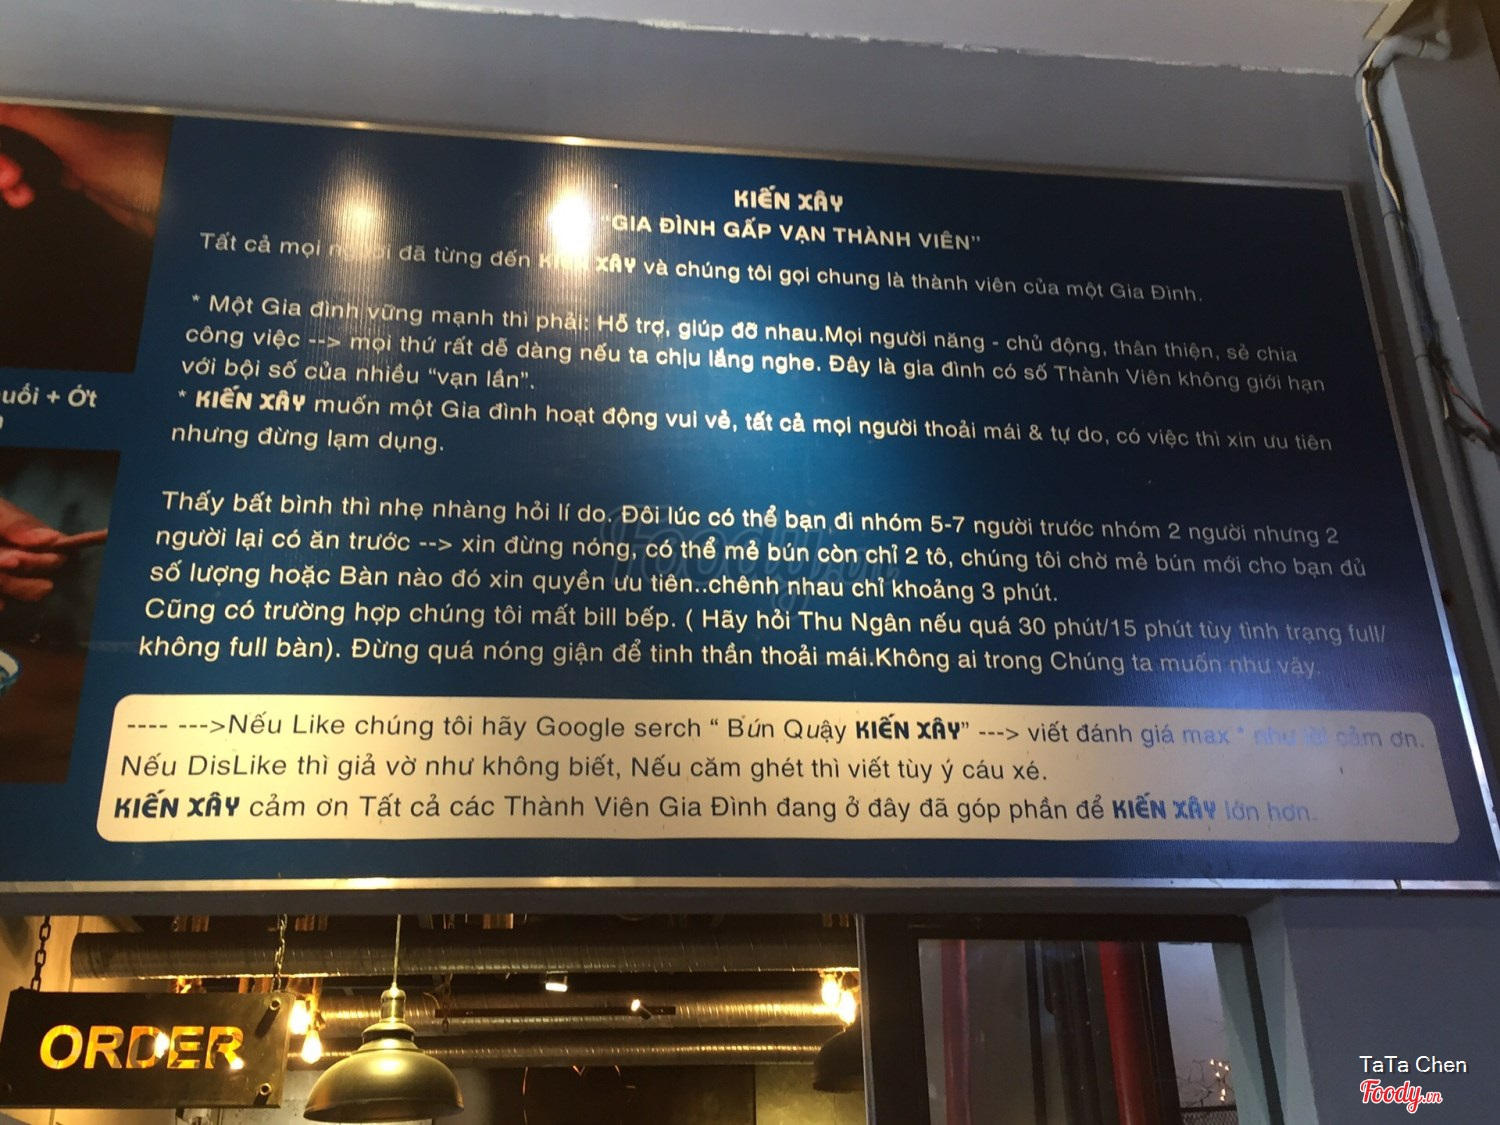 KIẾN XÂY
“GIA ĐÌNH GẤP VẠN THÀNH VIÊN”
Tất cả mọi người đã từng đến KIẾN XÂY và chúng tôi gọi chung là thành viên của một Gia Đình.
* Một Gia đình vững mạnh thì phải: Hỗ trợ, giúp đỡ nhau.Mọi người năng - chủ động, thân thiện, sẻ chia
công việc --> mọi thứ rất dễ dàng nếu ta chịu lắng nghe. Đây là gia đình có số Thành Viên không giới hạn
với bội số của nhiều “vạn lần”.
* KIẾN XÂY muốn một Gia đình hoạt động vui vẻ, tất cả mọi người thoải mái & tự do, có việc thì xin ưu tiên
nhưng đừng lạm dụng.
Thấy bất bình thì nhẹ nhàng hỏi lí do. Đôi lúc có thể bạn đi nhóm 5-7 người trước nhóm 2 người nhưng 2
người lại có ăn trước --> xin đừng nóng, có thể mẻ bún còn chỉ 2 tô, chúng tôi chờ mẻ bún mới cho bạn đủ
số lượng hoặc Bàn nào đó xin quyền ưu tiên..chênh nhau chỉ khoảng 3 phút.
Cũng có trường hợp chúng tôi mất bill bếp. ( Hãy hỏi Thu Ngân nếu quá 30 phút/15 phút tùy tình trạng full/
không full bàn). Đừng quá nóng giận để tinh thần thoải mái.Không ai trong Chúng ta muốn như vậy.
---- --->Nếu Like chúng tôi hãy Google serch “ Bún Quậy KIẾN XÂY” ---> viết đánh giá max * như lời cảm ơn.
Nếu DisLike thì giả vờ như không biết, Nếu căm ghét thì viết tùy ý cáu xé.
KIẾN XÂY cảm ơn Tất cả các Thành Viên Gia Đình đang ở đây đã góp phần để KIẾN XÂY lớn hơn.
uồi + Ớt
ORDER
Foody.vn
TaTa Chen
Foody.vn